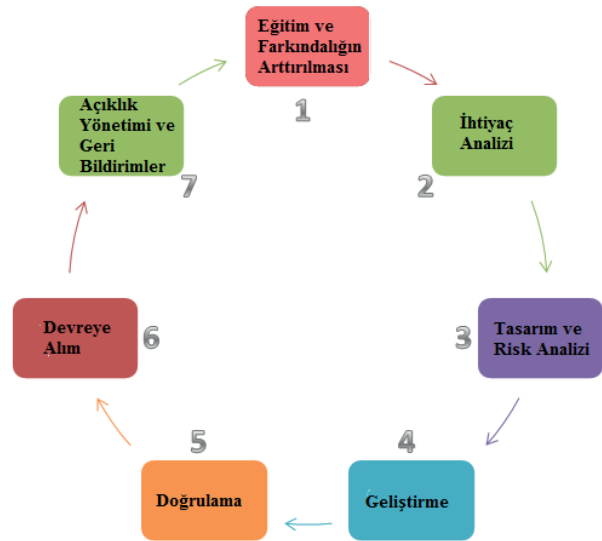 Eğitim ve
Farkındalığın
Arttırılması
1
İhtiyaç
Analizi
2
Tasarım ve
Risk Analizi
3
Geliştirme
4
Doğrulama
5
Devreye
Alım
6
Açıklık
Yönetimi ve
Geri
Bildirimler
7